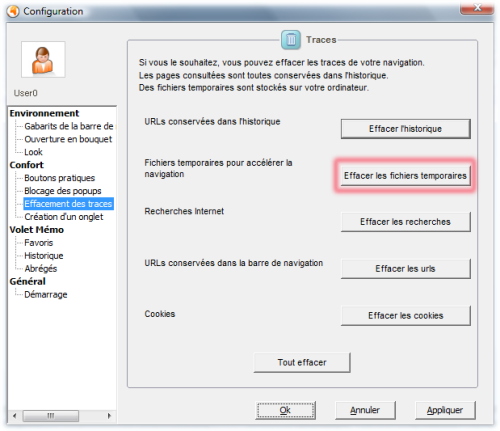 Configuration
User0
Environnement
Gabarits de la barre de
Ouverture en bouquet
Look
Confort
Boutons pratiques
Blocage des popups
Effacement des traces
Création d'un onglet
Volet Mémo
Favoris
Historique
Abrégés
Général
Démarrage
Traces
Si vous le souhaitez, vous pouvez effacer les traces de votre navigation.
Les pages consultées sont toutes conservées dans l'historique.
Des fichiers temporaires sont stockés sur votre ordinateur.
URLs conservées dans l'historique
Effacer l'historique
Fichiers temporaires pour accélérer la
navigation
Effacer les fichiers temporaires
Recherches Internet
Effacer les recherches
URLs conservées dans la barre de navigation
Effacer les urls
Cookies
Effacer les cookies
Tout effacer
Ok
Annuler
Appliquer